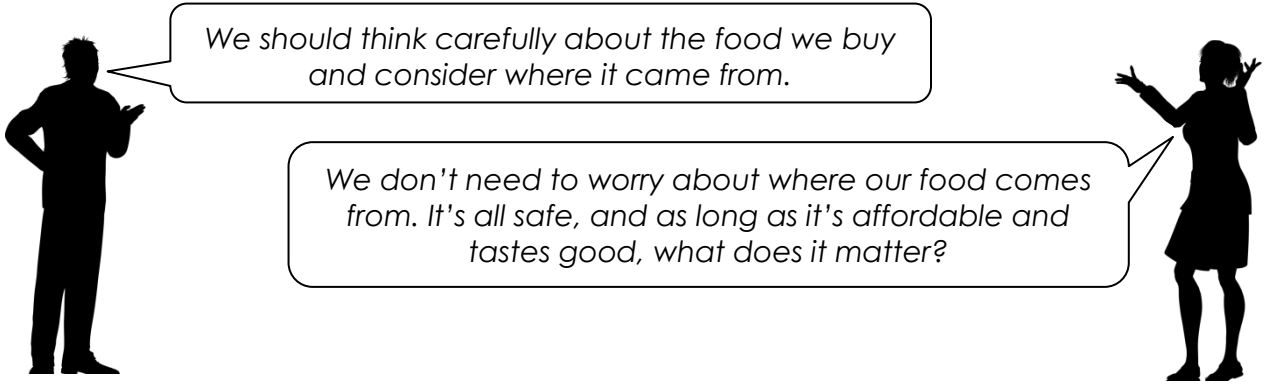 We should think carefully about the food we buy
and consider where it came from.
We don’t need to worry about where our food comes
from. It’s all safe, and as long as it’s affordable and
tastes good, what does it matter?